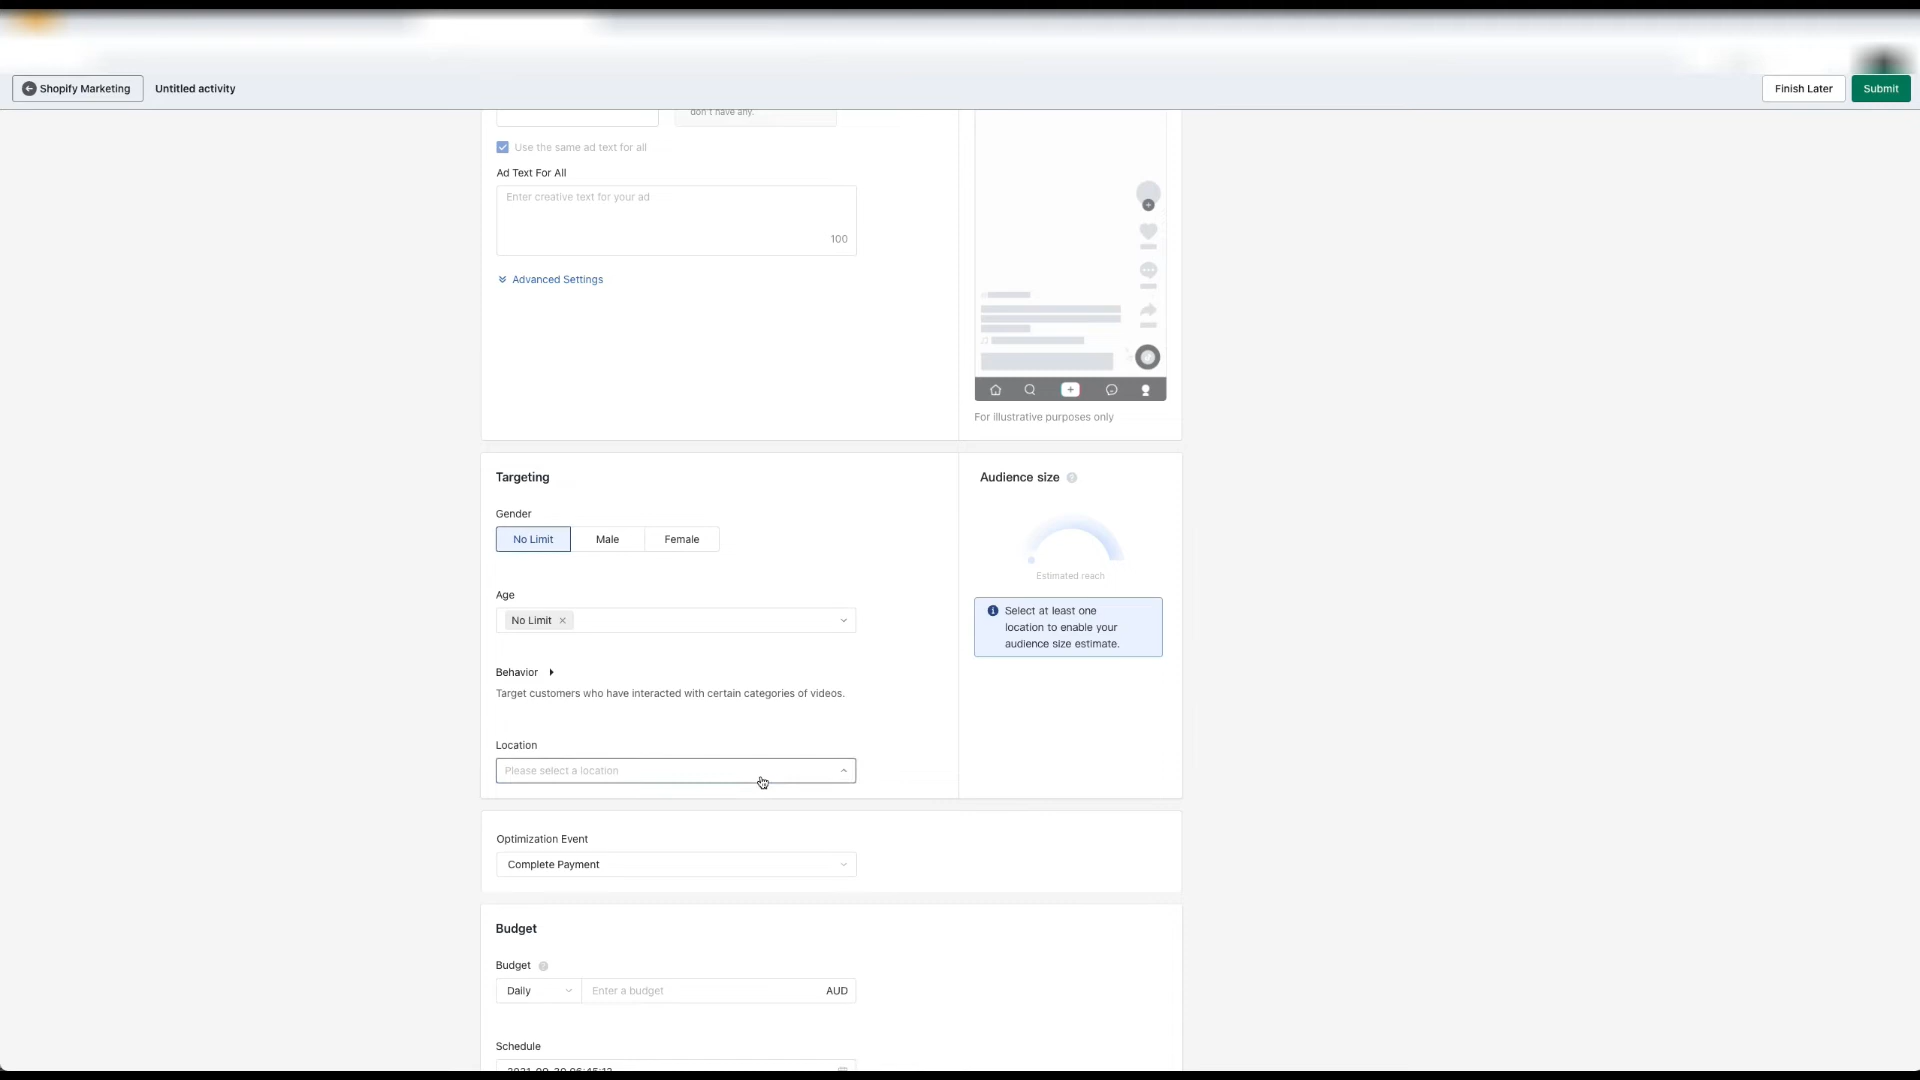 Shopify Marketing
Untitled activity
Finish Later
Submit
don't have any.
Use the same ad text for all
Ad Text For All
Enter creative text for your ad
100
Advanced Settings
For illustrative purposes only
Targeting
Audience size
Gender
No Limit
Male
Female
Estimated reach
Age
No Limit
Select at least one
location to enable your
audience size estimate.
Behavior
Target customers who have interacted with certain categories of videos.
Location
Please select a location
Optimization Event
Complete Payment
Budget
Budget
Daily
Enter a budget
AUD
Schedule